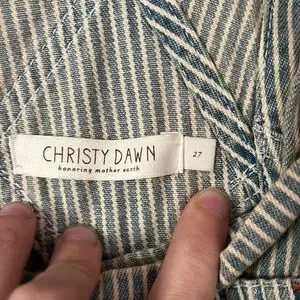 CHRISTY DAWN
honoring mother earth
27